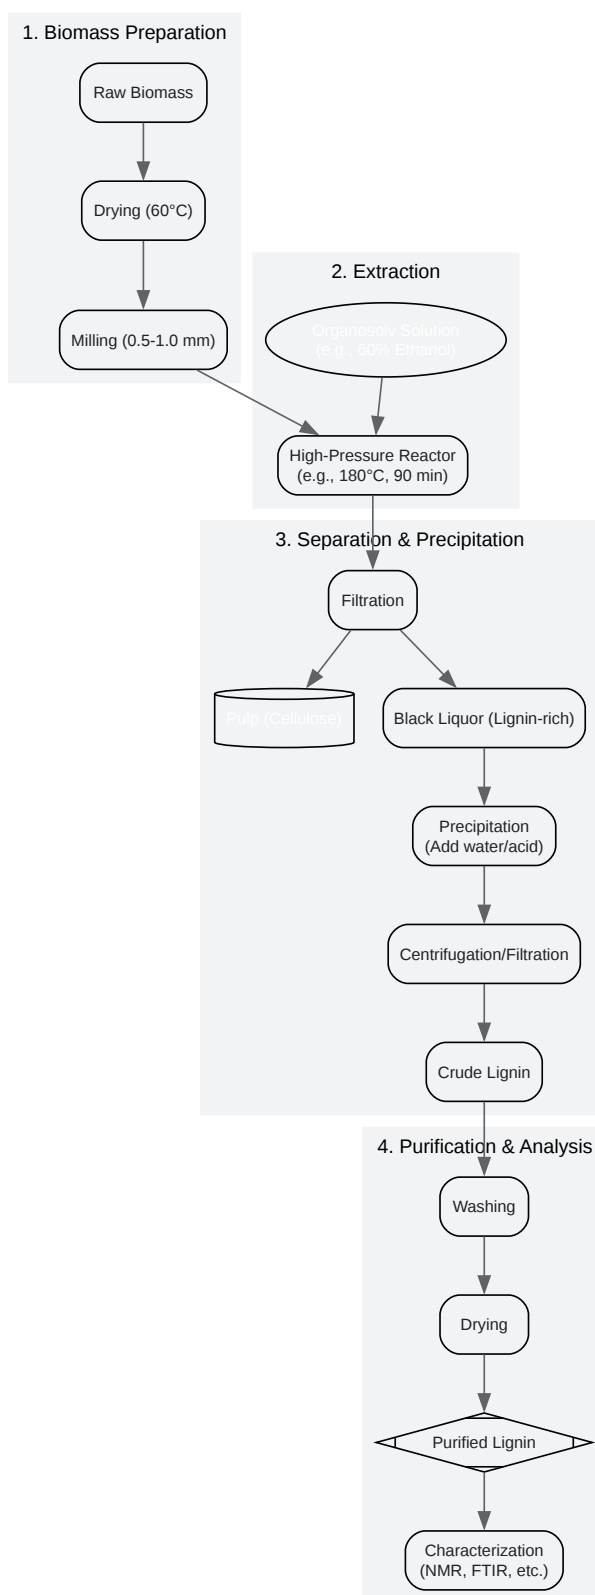 1. Biomass Preparation
Raw Biomass
Drying (60°C)
Milling (0.5-1.0 mm)
2. Extraction
Organosolv Solution
(e.g., 60% Ethanol)
High-Pressure Reactor
(e.g., 180°C, 90 min)
3. Separation & Precipitation
Filtration
Pulp (Cellulose)
Black Liquor (Lignin-rich)
Precipitation
(Add water/acid)
Centrifugation/Filtration
Crude Lignin
4. Purification & Analysis
Washing
Drying
Purified Lignin
Characterization
(NMR, FTIR, etc.)